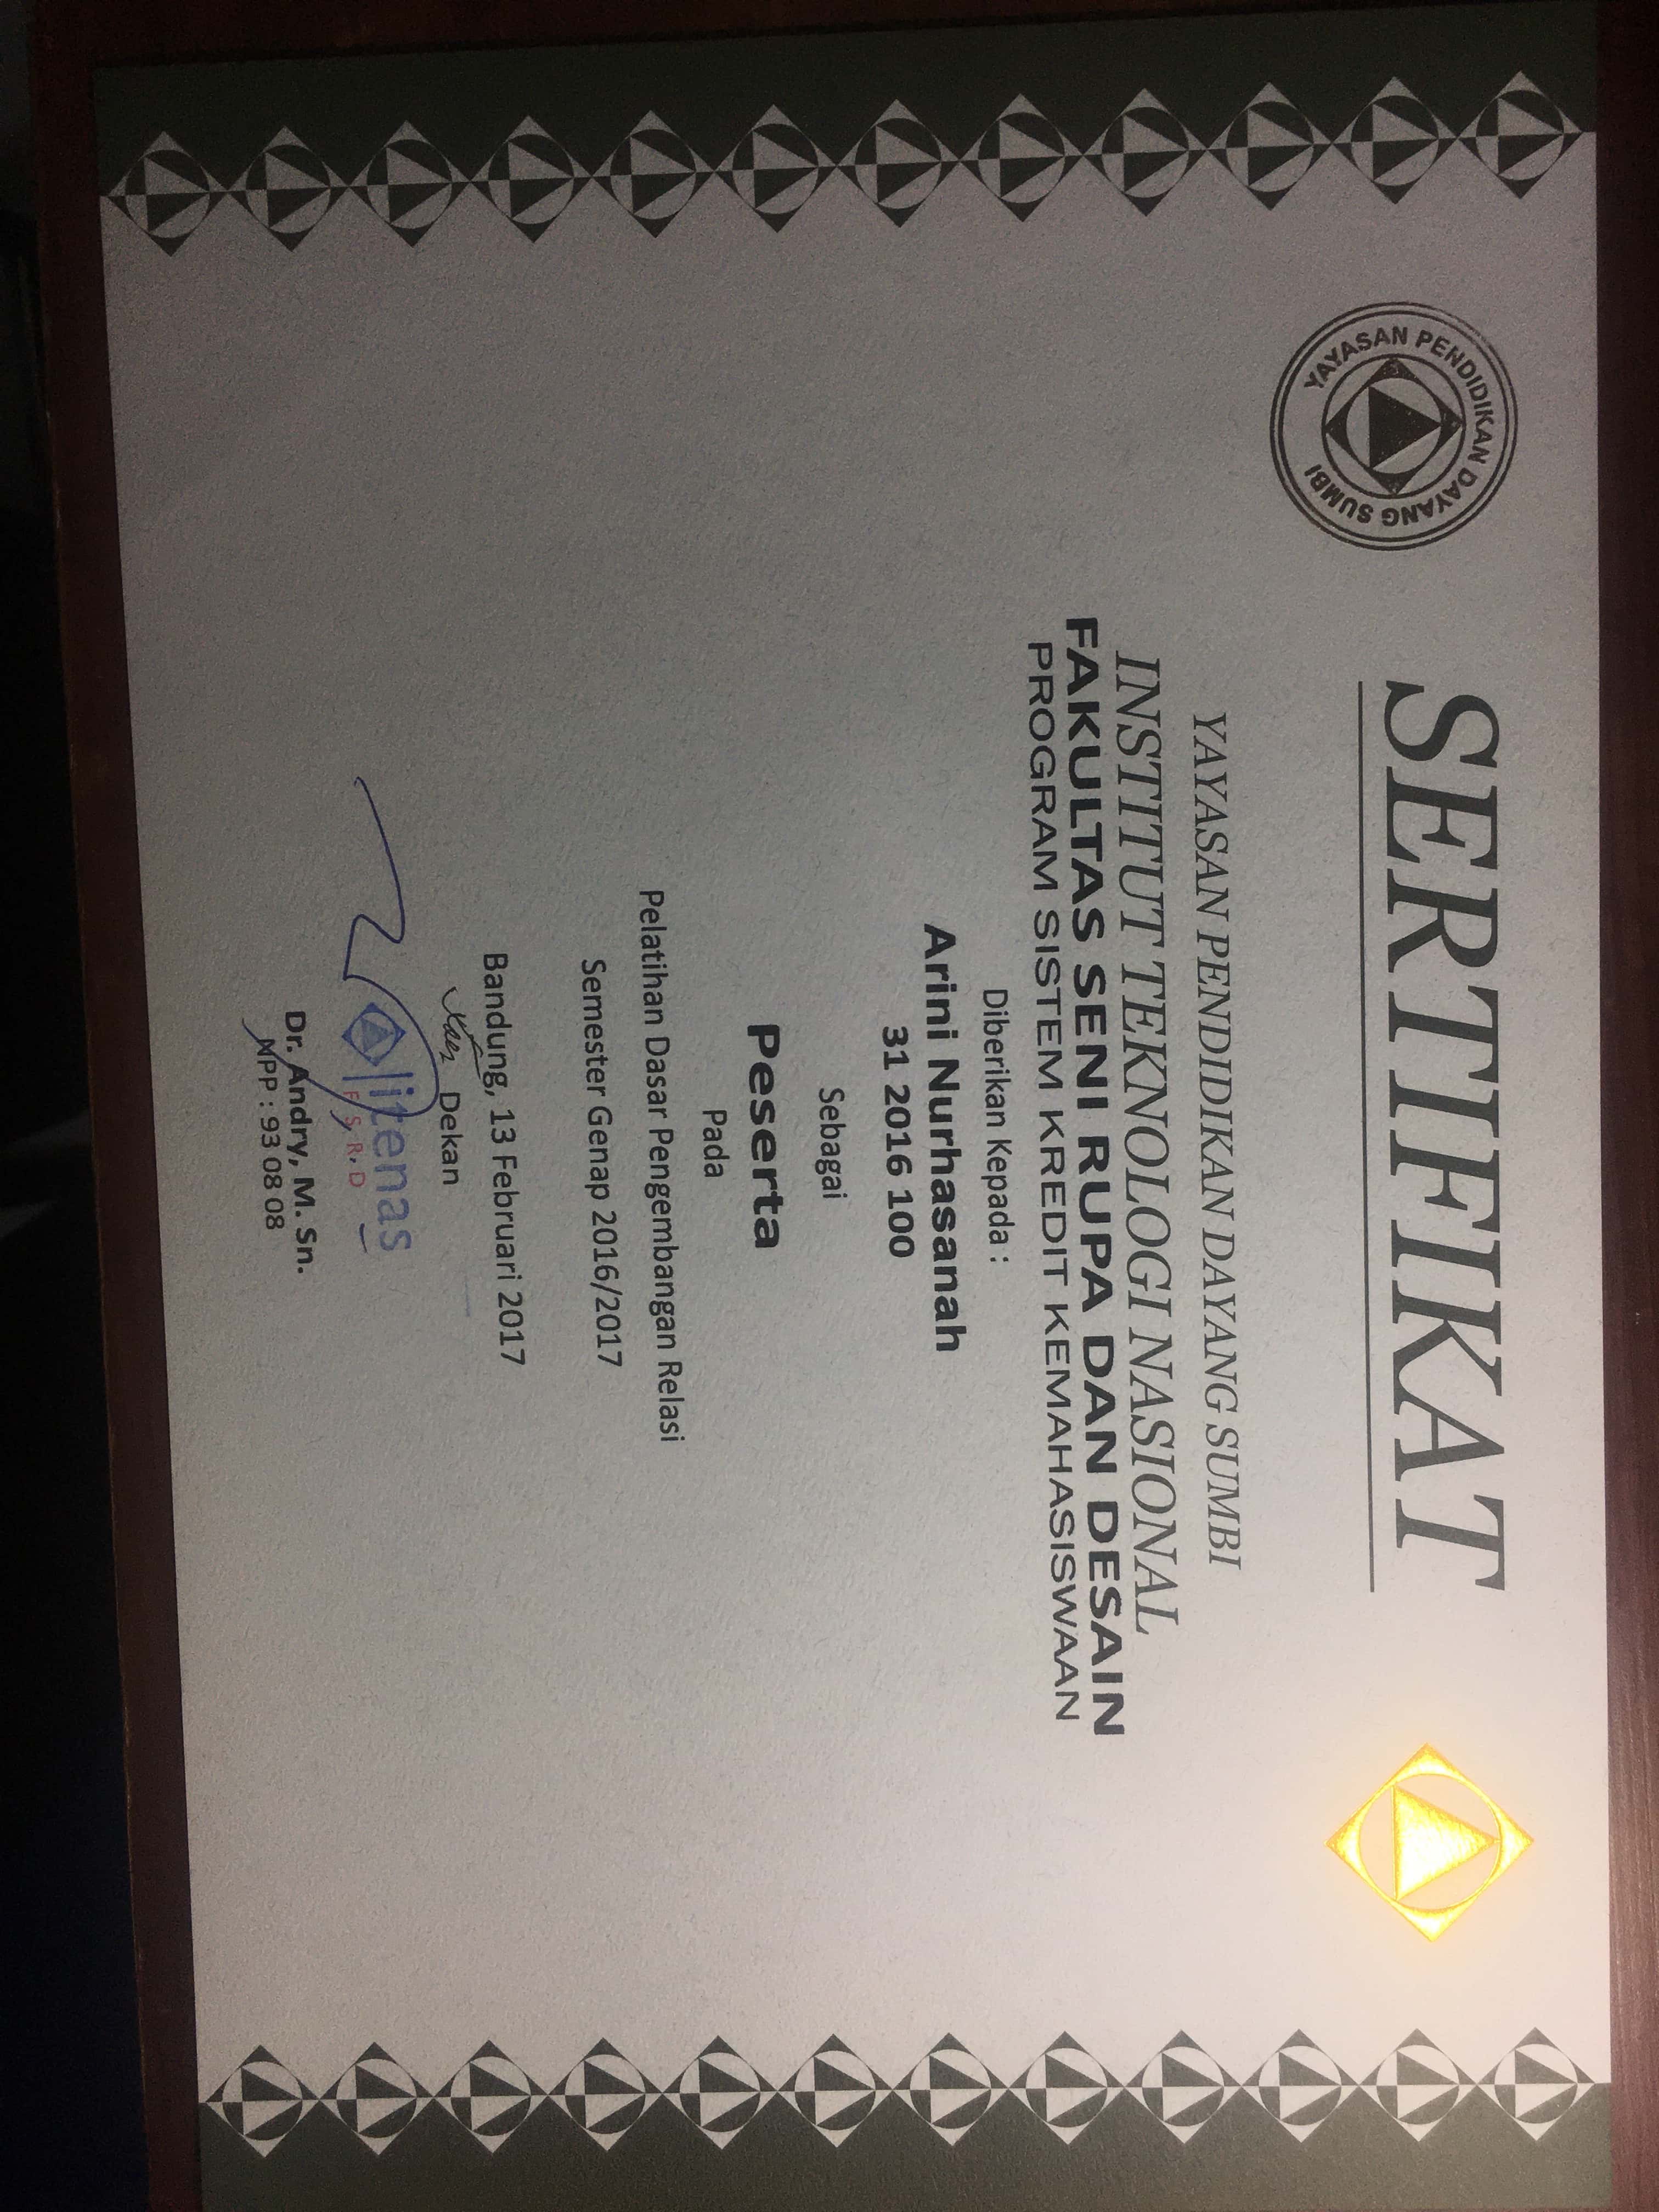 SERTIFIKAT
YAYASAN PENDIDIKAN DAYANG SUMBI
YAYASAN PENDIDIKAN DAYANG SUMBI
INSTITUT TEKNOLOGI NASIONAL
FAKULTAS SENI RUPA DAN DESAIN
PROGRAM SISTEM KREDIT KEMAHASISWAAN
Diberikan Kepada :
Arini Nurhasanah
31 2016 100
Sebagai
Peserta
Pada
Pelatihan Dasar Pengembangan Relasi
Semester Genap 2016/2017
Bandung, 13 Februari 2017
Dekan
itenas
F S R D
Dr. Andry, M. Sn.
NPP : 93 08 08